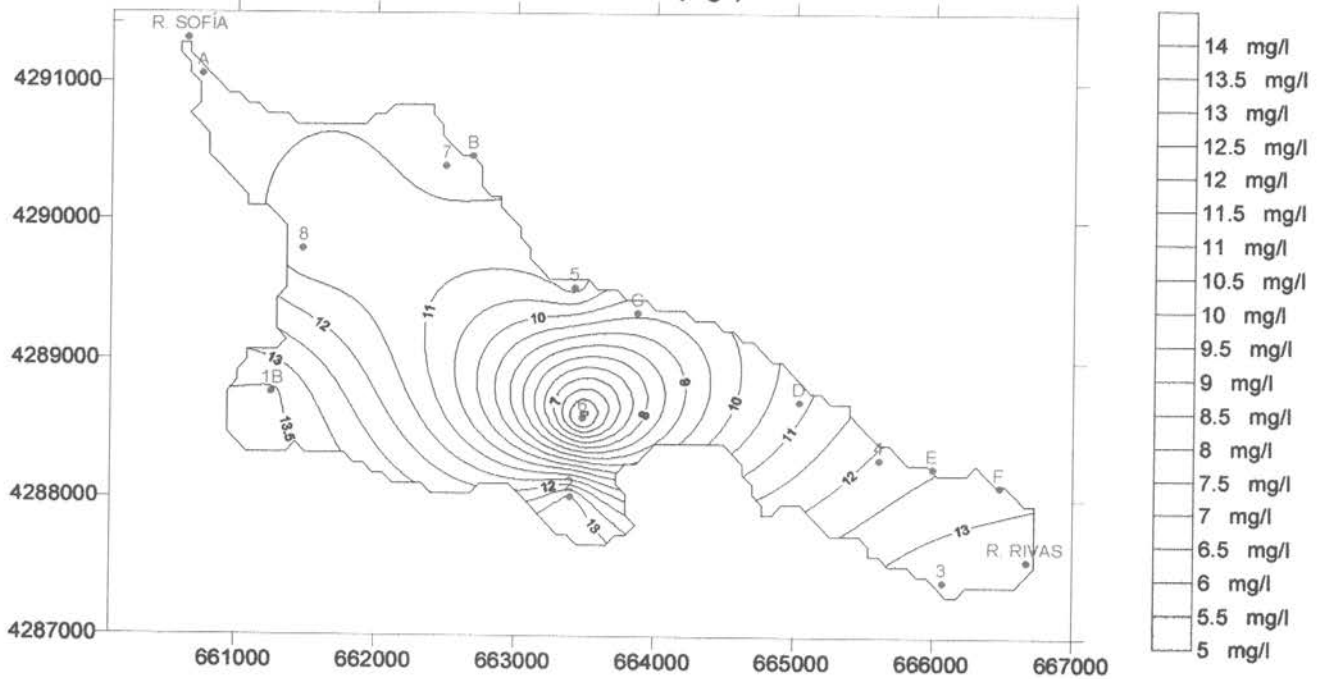 R. SOFÍA
A
B
7
8
5
C
1B
6
2
D
4
E
F
3
R. RIVAS
11
10
12
13
13.5
7
8
6
10
11
12
12
13
13
4291000
4290000
4289000
4288000
4287000
661000
662000
663000
664000
665000
666000
667000
14 mg/l
13.5 mg/l
13 mg/l
12.5 mg/l
12 mg/l
11.5 mg/l
11 mg/l
10.5 mg/l
10 mg/l
9.5 mg/l
9 mg/l
8.5 mg/l
8 mg/l
7.5 mg/l
7 mg/l
6.5 mg/l
6 mg/l
5.5 mg/l
5 mg/l